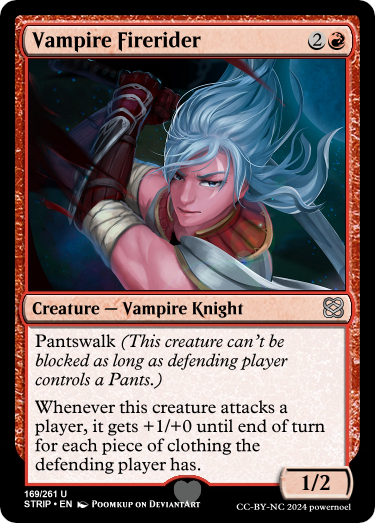 Vampire Firerider 2
Creature — Vampire Knight
Pantswalk (This creature can't be
blocked as long as defending player
controls a Pants.)
Whenever this creature attacks a
player, it gets +1/+0 until end of turn
for each piece of clothing the
defending player has.
1/2
169/261 U
STRIP • EN Poomkup on DeviantArt
CC-BY-NC 2024 powernoel